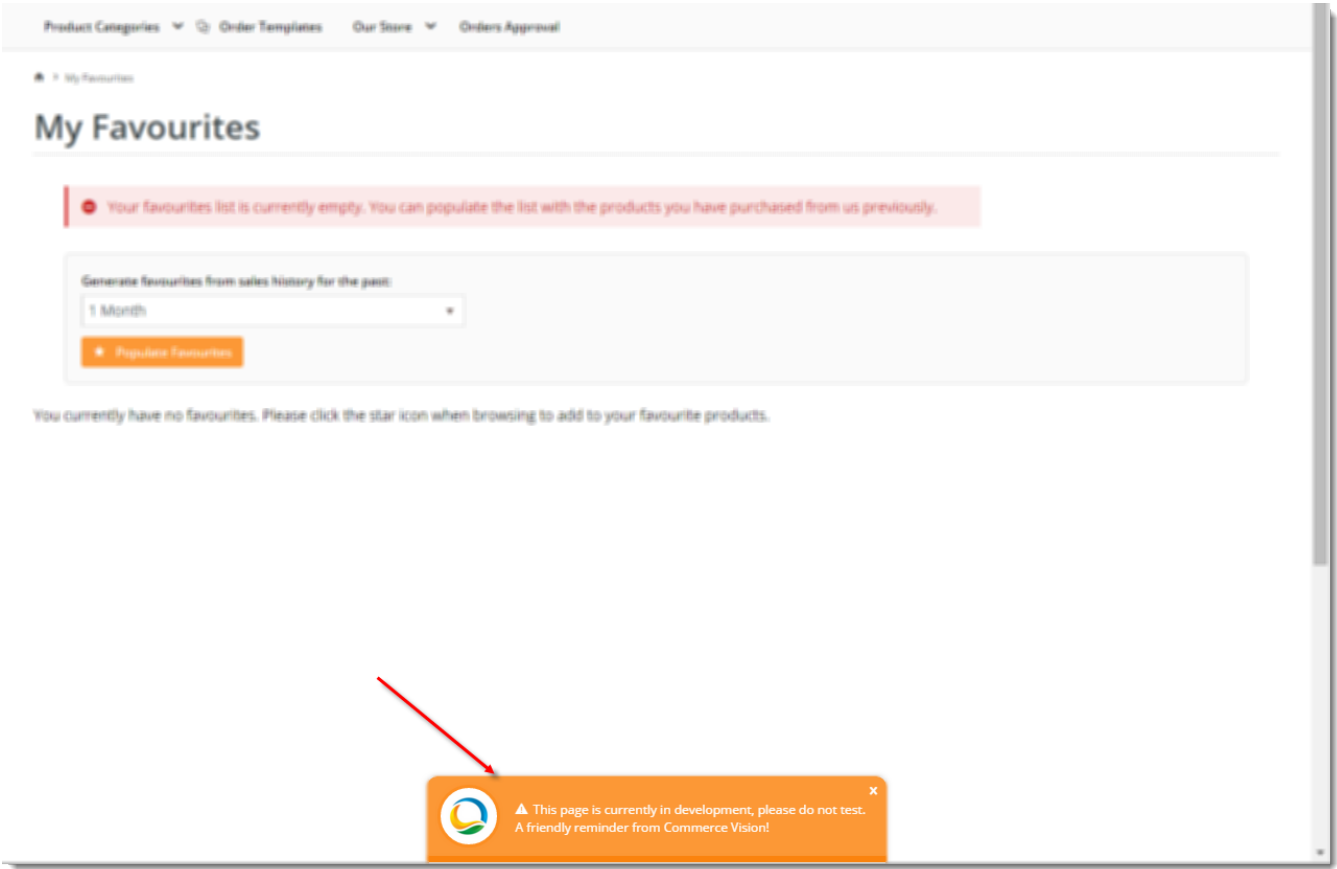 Product Categories Order Templates Our Store Orders Approval
My Favourites
My Favourites
Your favourites list is currently empty. You can populate the list with the products you have purchased from us previously.
Generate favourites from sales history for the past:
1 Month
Populate Favourites
You currently have no favourites. Please click the star icon when browsing to add to your favourite products.
x
This page is currently in development, please do not test.
A friendly reminder from Commerce Vision!